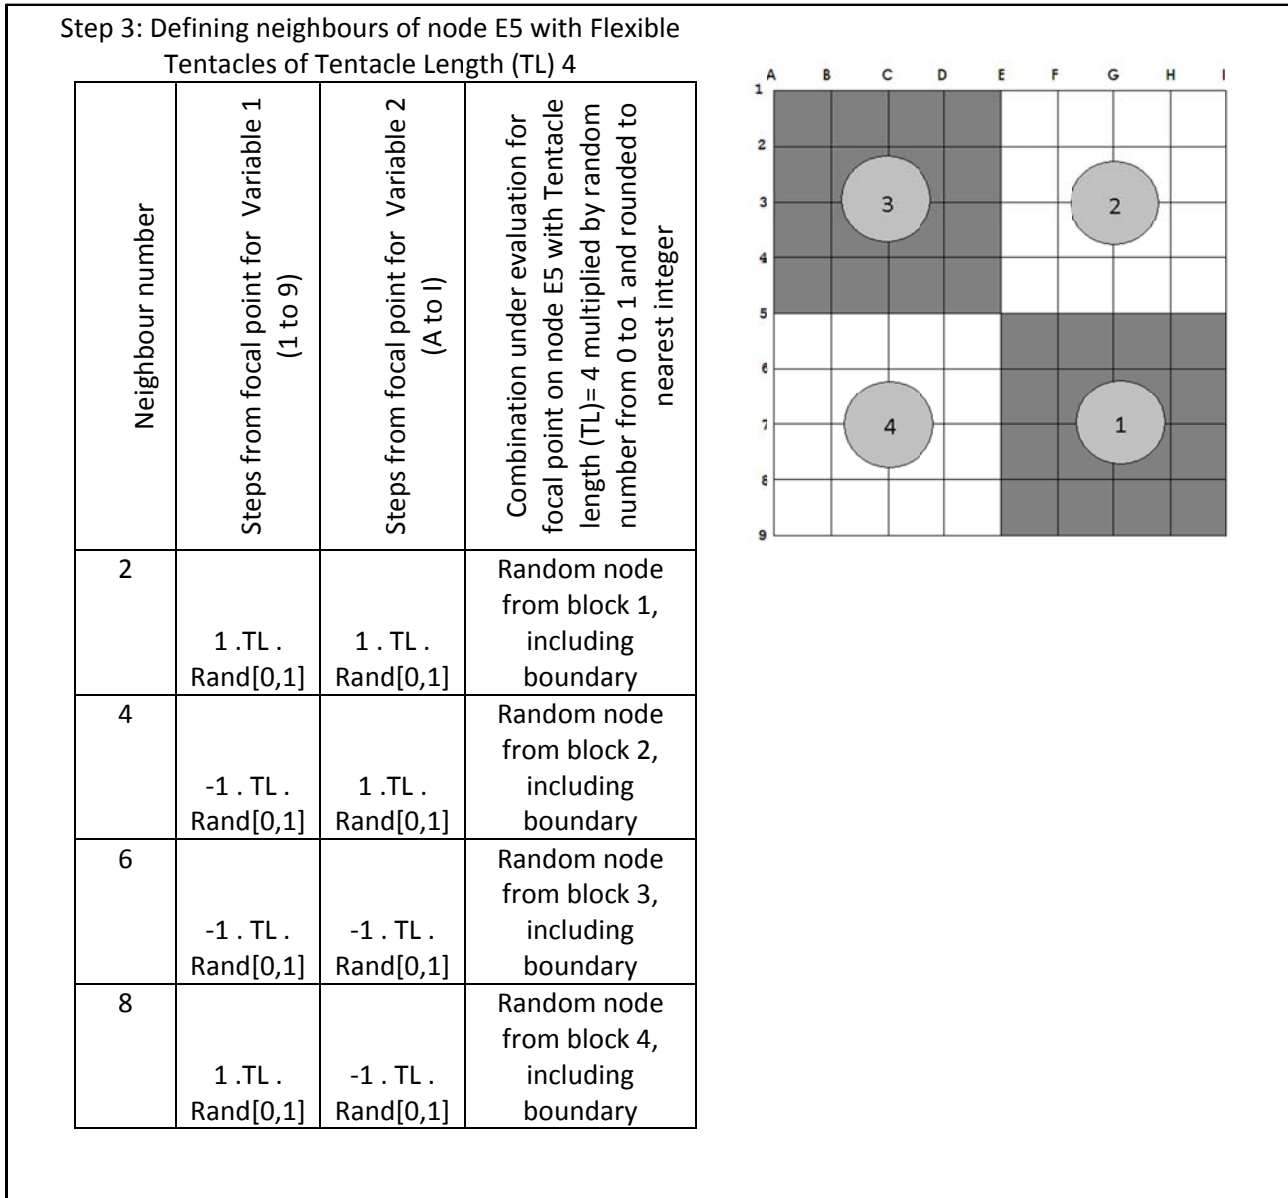 Step 3: Defining neighbours of node E5 with Flexible
Tentacles of Tentacle Length (TL) 4
Neighbour number
Steps from focal point for Variable 1
(1 to 9)
Steps from focal point for Variable 2
(A to I)
Combination under evaluation for
focal point on node E5 with Tentacle
length (TL)= 4 multiplied by random
number from 0 to 1 and rounded to
nearest integer
2
1 .TL .
Rand[0,1]
1 . TL .
Rand[0,1]
Random node
from block 1,
including
boundary
4
-1 . TL .
Rand[0,1]
1 .TL .
Rand[0,1]
Random node
from block 2,
including
boundary
6
-1 . TL .
Rand[0,1]
-1 . TL .
Rand[0,1]
Random node
from block 3,
including
boundary
8
1 .TL .
Rand[0,1]
-1 . TL .
Rand[0,1]
Random node
from block 4,
including
boundary
A B C D E F G H I
1
2
3
4
5
6
7
8
9
3
2
4
1